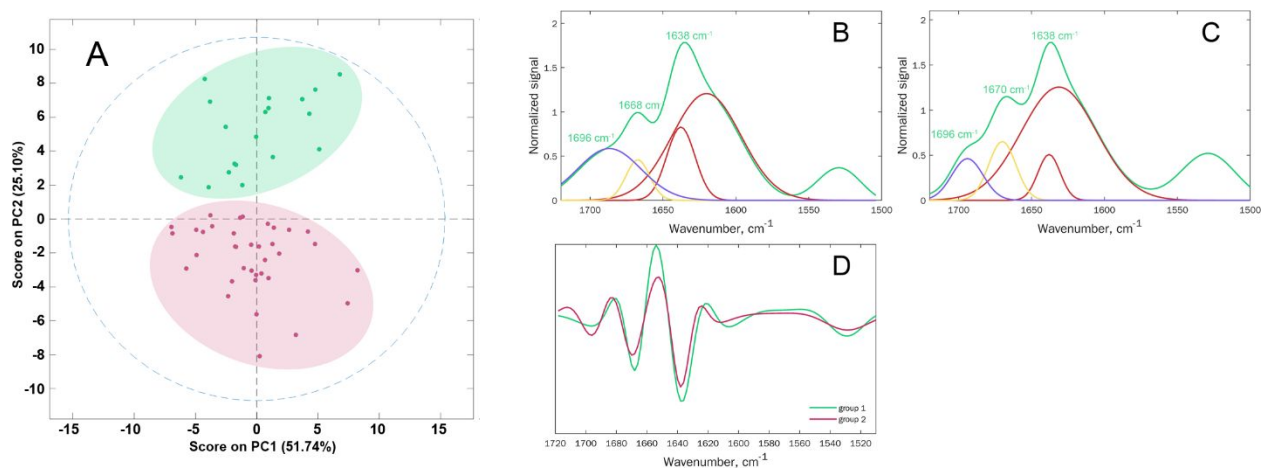 A
Score on PC2 (25.10%)
10
8
6
4
2
0
-2
-4
-6
-8
-10
-15
-10
-5
0
5
10
15
Score on PC1 (51.74%)
B
Normalized signal
2
1.5
1
0.5
0
1638 cm⁻¹
1668 cm
1696 cm⁻¹
1700
1650
1600
1550
1500
Wavenumber, cm⁻¹
C
Normalized signal
2
1.5
1
0.5
0
1638 cm⁻¹
1670 cm⁻¹
1696 cm⁻¹
1700
1650
1600
1550
1500
Wavenumber, cm⁻¹
D
group 1
group 2
1720
1700
1680
1660
1640
1620
1600
1580
1560
1540
1520
Wavenumber, cm⁻¹